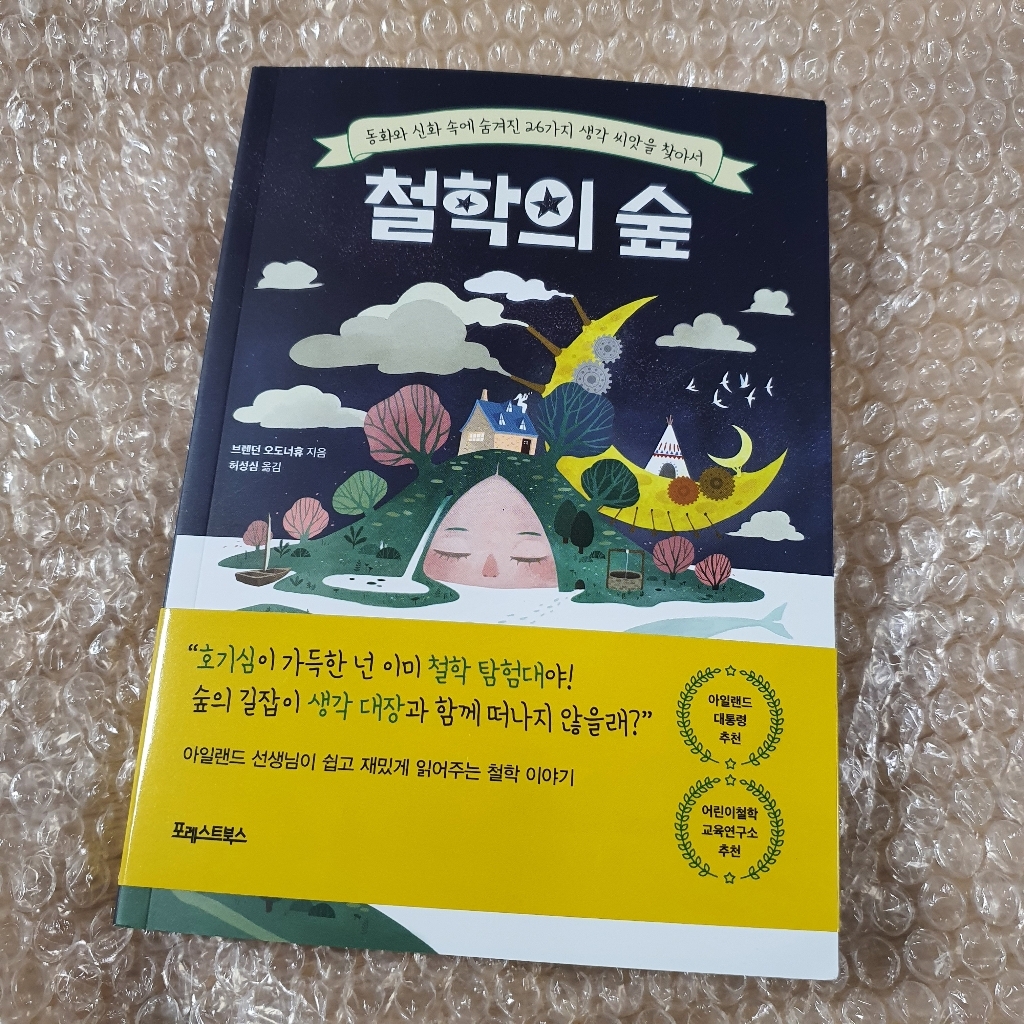 동화와 신화 속에 숨겨진 26가지 생각 씨앗을 찾아서
철학의 숲
브렌던 오도너휴 지음
허성심 옮김
“호기심이 가득한 넌 이미 철학 탐험대야!
숲의 길잡이 생각 대장과 함께 떠나지 않을래?”
아일랜드 선생님이 쉽고 재밌게 읽어주는 철학 이야기
포레스트북스
아일랜드
대통령
추천
어린이철학
교육연구소
추천